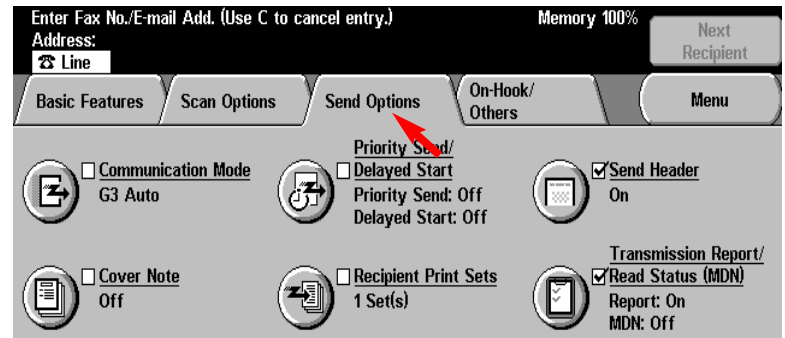 Enter Fax No./E-mail Add. (Use C to cancel entry.)
Memory 100%
Next
Recipient
Address:
Line
Basic Features
Scan Options
Send Options
On-Hook/
Others
Menu
Communication Mode
G3 Auto
Priority Send/
Delayed Start
Priority Send: Off
Delayed Start: Off
Send Header
On
Cover Note
Off
Recipient Print Sets
1 Set(s)
Transmission Report/
Read Status (MDN)
Report: On
MDN: Off